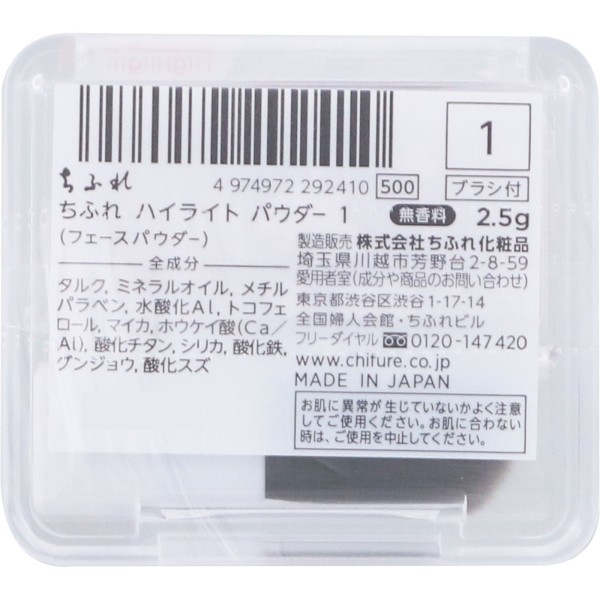 Highlight
1
ちふれ
4 974972 292410 500 ブラシ付
ちふれ ハイライト パウダー 1 無香料 2.5g
(フェースパウダー)
全成分
タルク, ミネラルオイル, メチル
パラベン, 水酸化Al, トコフェ
ロール, マイカ, ホウケイ酸(Ca/
Al), 酸化チタン, シリカ, 酸化鉄,
グンジョウ, 酸化スズ
製造販売 株式会社ちふれ化粧品
埼玉県川越市芳野台2-8-59
愛用者室(成分や商品のお問い合わせ)
東京都渋谷区渋谷1-17-14
全国婦人会館・ちふれビル
フリーダイヤル 0120-147420
www.chifure.co.jp
MADE IN JAPAN
お肌に異常が生じていないかよく注意
してご使用ください。お肌に合わない
時は、ご使用を中止してください。